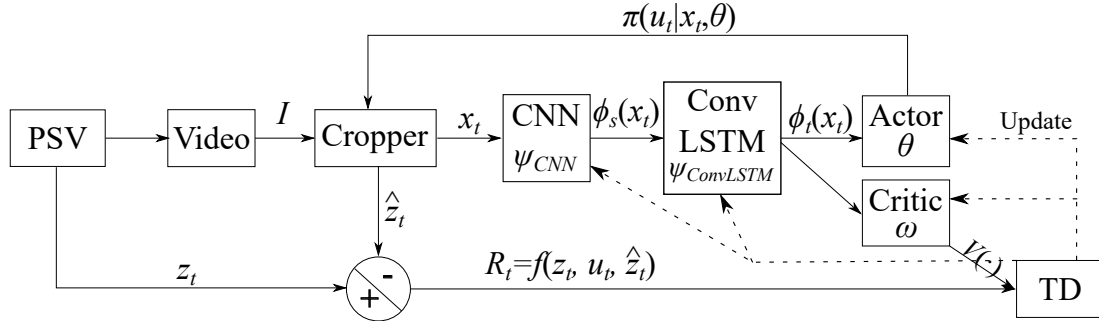 π(u_t|x_t,θ)
PSV
Video
I
Cropper
x_t
CNN
ψ_CNN
ϕ_s(x_t)
Conv
LSTM
ψ_ConvLSTM
ϕ_t(x_t)
Actor
θ
Update
Critic
ω
V(·)
ẑ_t
z_t
-
+
R_t=f(z_t, u_t, ẑ_t)
TD